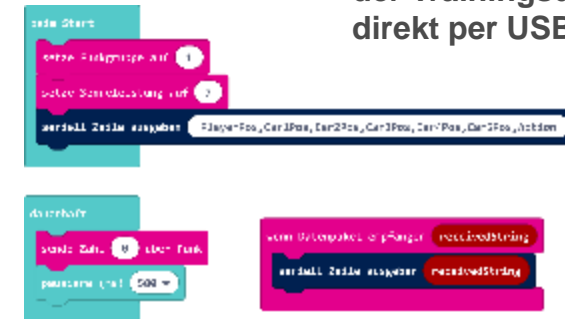 der Trainings
direkt per USB
beim Start
setze Funkgruppe auf 1
setze Sendeleistung auf 7
seriell Zeile ausgeben PlayerPos,Car1Pos,Car2Pos,Car3Pos,Car4Pos,Car5Pos,Action
dauerhaft
sende Zahl 0 über Funk
pausiere (ms) 500
wenn Datenpaket empfangen receivedString
seriell Zeile ausgeben receivedString